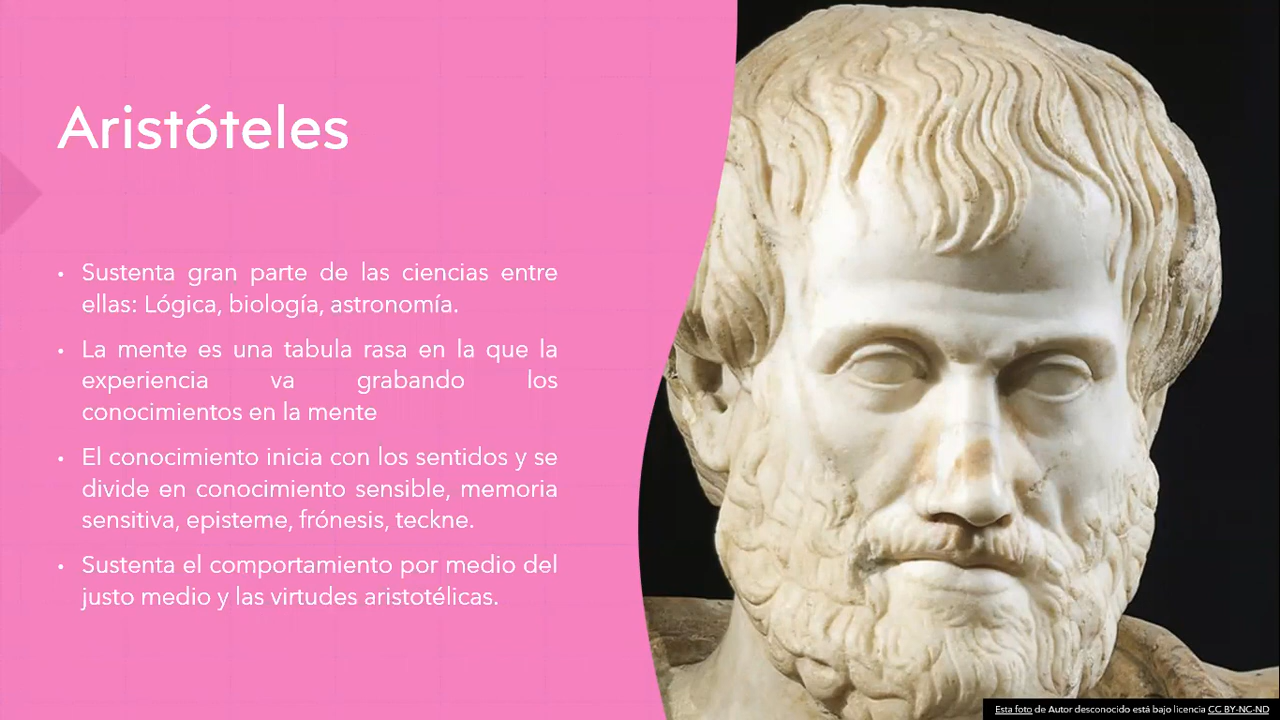 Aristóteles
• Sustenta gran parte de las ciencias entre
ellas: Lógica, biología, astronomía.
• La mente es una tabula rasa en la que la
experiencia va grabando los
conocimientos en la mente
• El conocimiento inicia con los sentidos y se
divide en conocimiento sensible, memoria
sensitiva, episteme, frónesis, teckne.
• Sustenta el comportamiento por medio del
justo medio y las virtudes aristotélicas.
Esta foto de Autor desconocido está bajo licencia CC BY-NC-ND